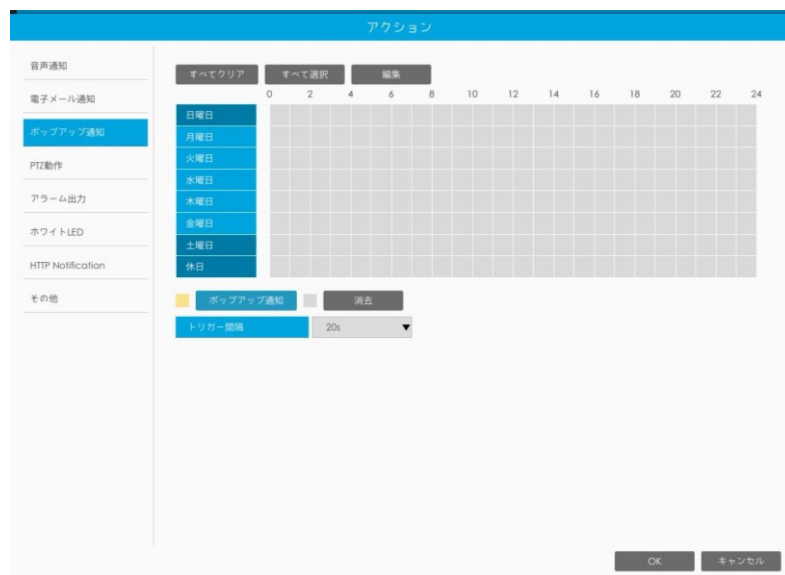 アクション
音声通知
電子メール通知
ポップアップ通知
PTZ動作
アラーム出力
ホワイトLED
HTTP Notification
その他
すべてクリア すべて選択 編集
0 2 4 6 8 10 12 14 16 18 20 22 24
日曜日
月曜日
火曜日
水曜日
木曜日
金曜日
土曜日
休日
ポップアップ通知 消去
トリガー間隔 20s
OK キャンセル